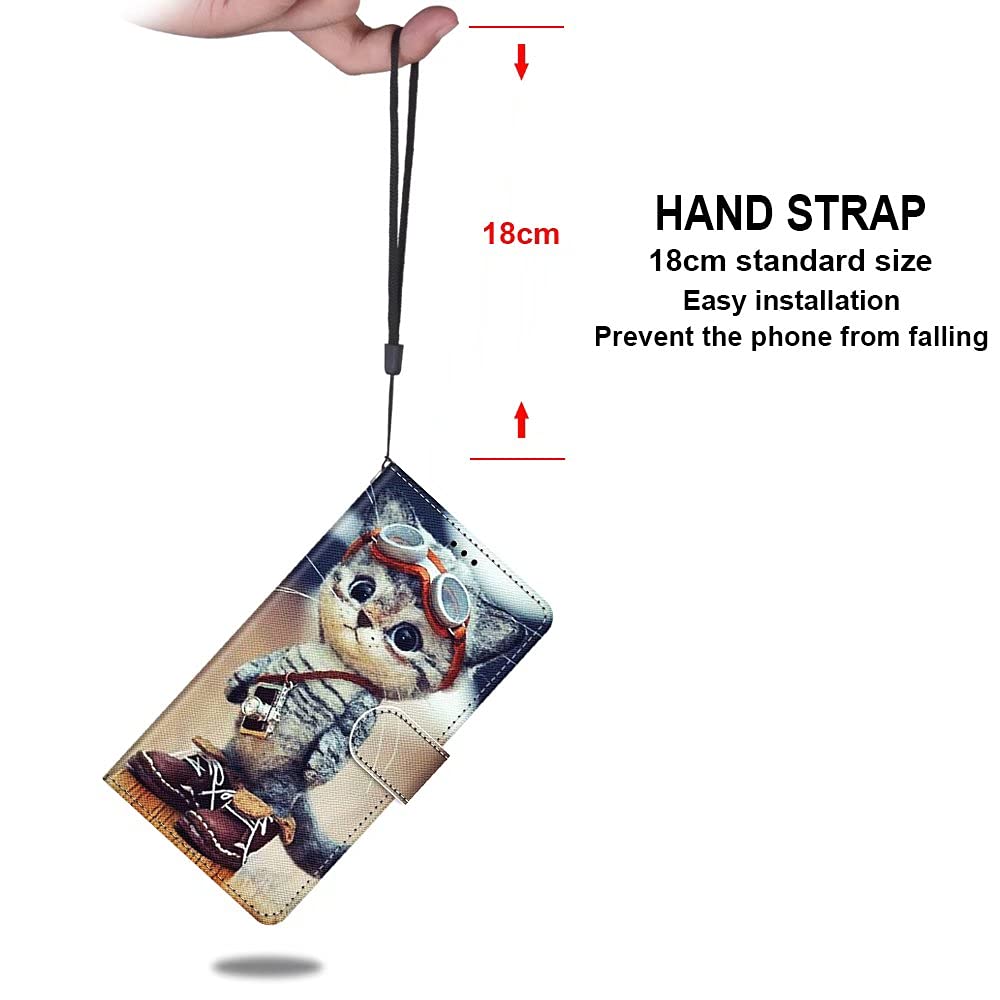 18cm
HAND STRAP
18cm standard size
Easy installation
Prevent the phone from falling